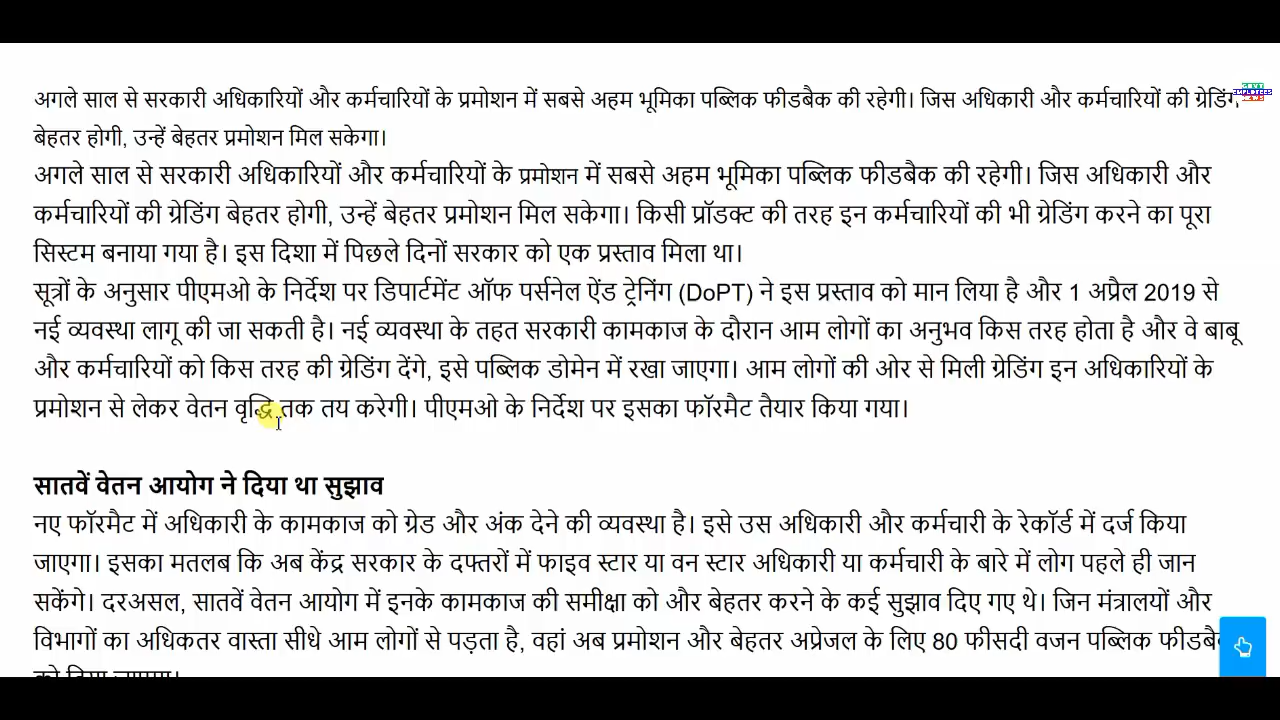 अगले साल से सरकारी अधिकारियों और कर्मचारियों के प्रमोशन में सबसे अहम भूमिका पब्लिक फीडबैक की रहेगी। जिस अधिकारी और कर्मचारियों की ग्रेडिंग
बेहतर होगी, उन्हें बेहतर प्रमोशन मिल सकेगा।
अगले साल से सरकारी अधिकारियों और कर्मचारियों के प्रमोशन में सबसे अहम भूमिका पब्लिक फीडबैक की रहेगी। जिस अधिकारी और
कर्मचारियों की ग्रेडिंग बेहतर होगी, उन्हें बेहतर प्रमोशन मिल सकेगा। किसी प्रॉडक्ट की तरह इन कर्मचारियों की भी ग्रेडिंग करने का पूरा
सिस्टम बनाया गया है। इस दिशा में पिछले दिनों सरकार को एक प्रस्ताव मिला था।
सूत्रों के अनुसार पीएमओ के निर्देश पर डिपार्टमेंट ऑफ पर्सनेल ऐंड ट्रेनिंग (DoPT) ने इस प्रस्ताव को मान लिया है और 1 अप्रैल 2019 से
नई व्यवस्था लागू की जा सकती है। नई व्यवस्था के तहत सरकारी कामकाज के दौरान आम लोगों का अनुभव किस तरह होता है और वे बाबू
और कर्मचारियों को किस तरह की ग्रेडिंग देंगे, इसे पब्लिक डोमेन में रखा जाएगा। आम लोगों की ओर से मिली ग्रेडिंग इन अधिकारियों के
प्रमोशन से लेकर वेतन वृद्धि तक तय करेगी। पीएमओ के निर्देश पर इसका फॉरमैट तैयार किया गया।
सातवें वेतन आयोग ने दिया था सुझाव
नए फॉरमैट में अधिकारी के कामकाज को ग्रेड और अंक देने की व्यवस्था है। इसे उस अधिकारी और कर्मचारी के रेकॉर्ड में दर्ज किया
जाएगा। इसका मतलब कि अब केंद्र सरकार के दफ्तरों में फाइव स्टार या वन स्टार अधिकारी या कर्मचारी के बारे में लोग पहले ही जान
सकेंगे। दरअसल, सातवें वेतन आयोग में इनके कामकाज की समीक्षा को और बेहतर करने के कई सुझाव दिए गए थे। जिन मंत्रालयों और
विभागों का अधिकतर वास्ता सीधे आम लोगों से पड़ता है, वहां अब प्रमोशन और बेहतर अप्रेजल के लिए 80 फीसदी वजन पब्लिक फीडबै